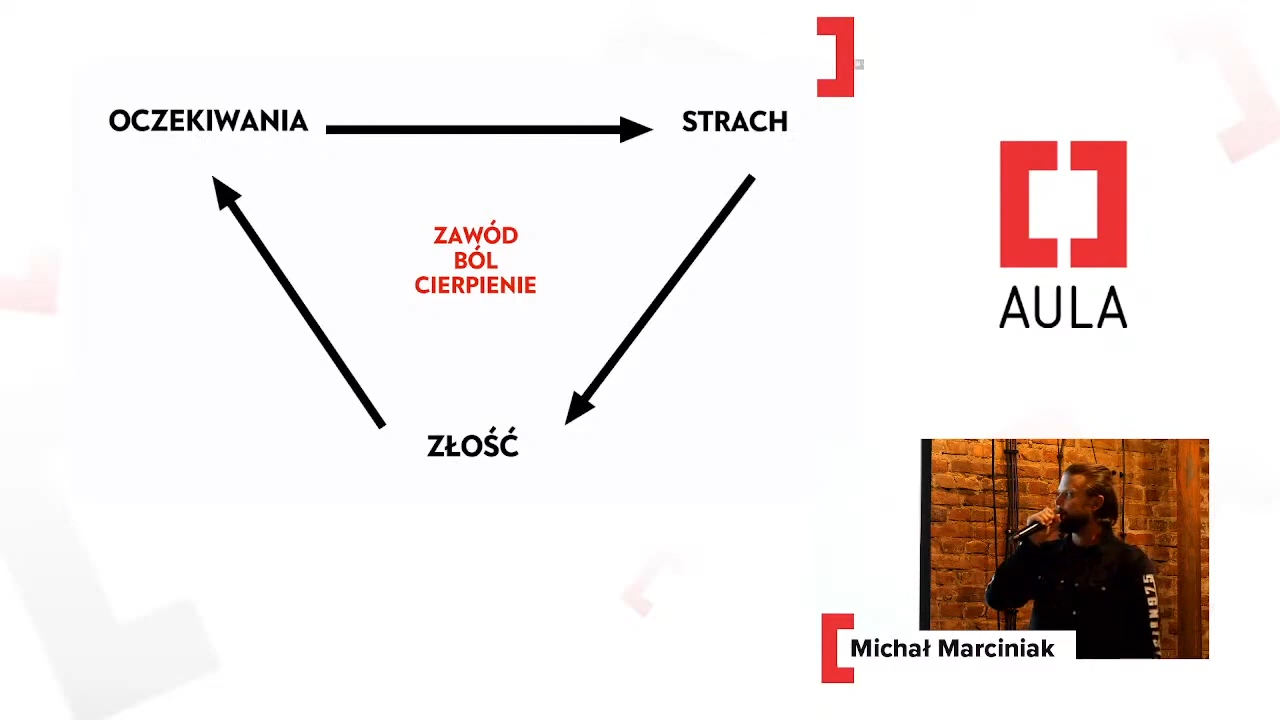 OCZEKIWANIA
STRACH
ZAWÓD
BÓL
CIERPIENIE
ZŁOŚĆ
AULA
Michał Marciniak